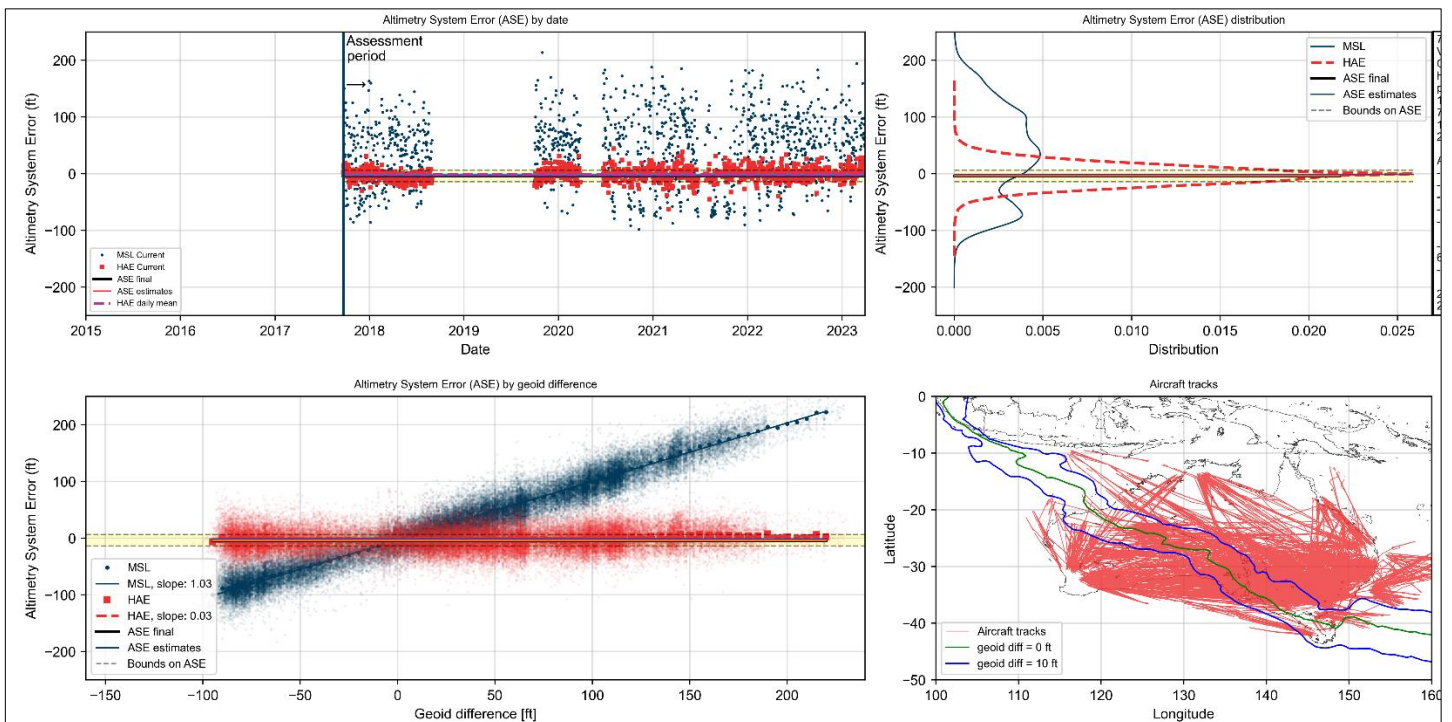 Altimetry System Error (ASE) by date
Altimetry System Error (ft)
200
100
0
−100
−200
Assessment
period
MSL Current
HAE Current
ASE final
ASE estimates
HAE daily mean
2015 2016 2017 2018 2019 2020 2021 2022 2023
Date
Altimetry System Error (ASE) distribution
Altimetry System Error (ft)
200
100
0
−100
−200
MSL
HAE
ASE final
ASE estimates
Bounds on ASE
0.000 0.005 0.010 0.015 0.020 0.025
Distribution
Altimetry System Error (ASE) by geoid difference
Altimetry System Error (ft)
200
100
0
−100
−200
MSL
MSL, slope: 1.03
HAE
HAE, slope: 0.03
ASE final
ASE estimates
Bounds on ASE
−150 −100 −50 0 50 100 150 200
Geoid difference [ft]
Aircraft tracks
Latitude
0
−10
−20
−30
−40
−50
Aircraft tracks
geoid diff = 0 ft
geoid diff = 10 ft
100 110 120 130 140 150 160
Longitude